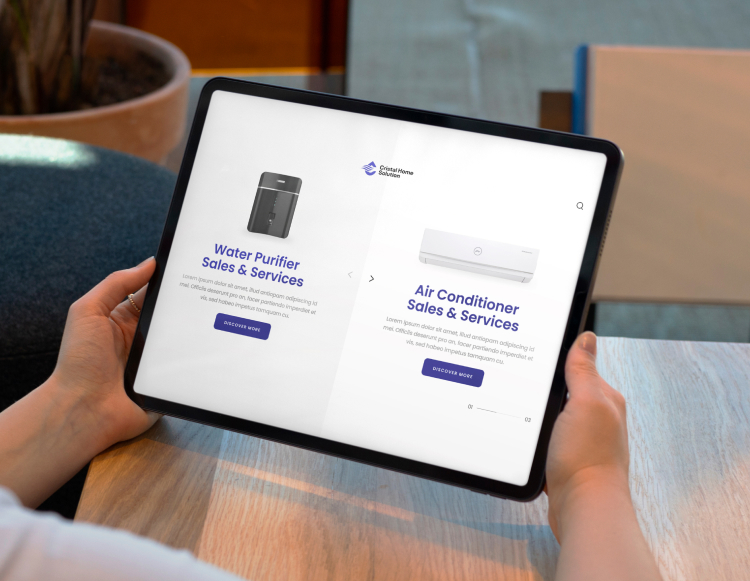 Cristal Home
Solution
Water Purifier
Sales & Services
Lorem ipsum dolor sit amet, illud antiopam adipiscing id
mei. Officiis deserunt pro an, facer partiendo imperdiet et
vis, sed habeo impetus tamquam cu.
DISCOVER MORE
Air Conditioner
Sales & Services
Lorem ipsum dolor sit amet, illud antiopam adipiscing id
mei. Officiis deserunt pro an, facer partiendo imperdiet et
vis, sed habeo impetus tamquam cu.
DISCOVER MORE
01
03